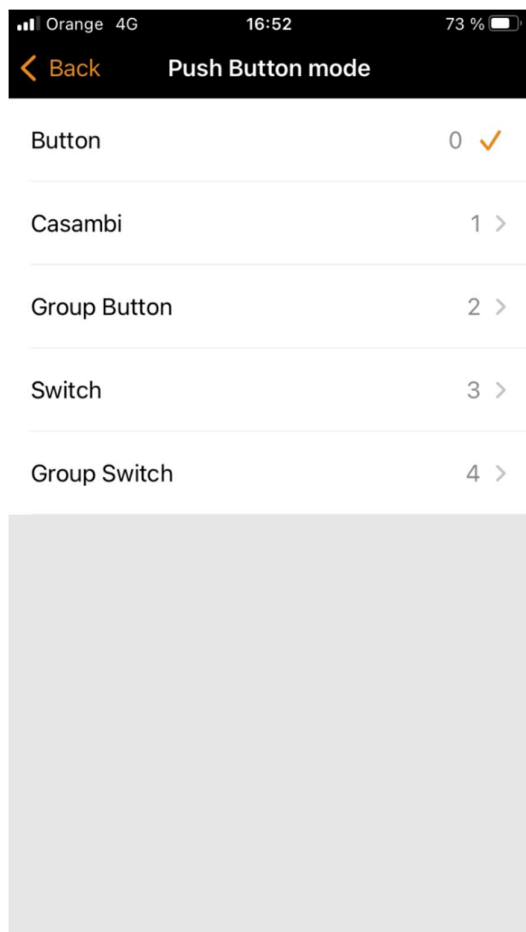 Orange 4G 16:52 73 %
Back Push Button mode
Button 0
Casambi 1
Group Button 2
Switch 3
Group Switch 4